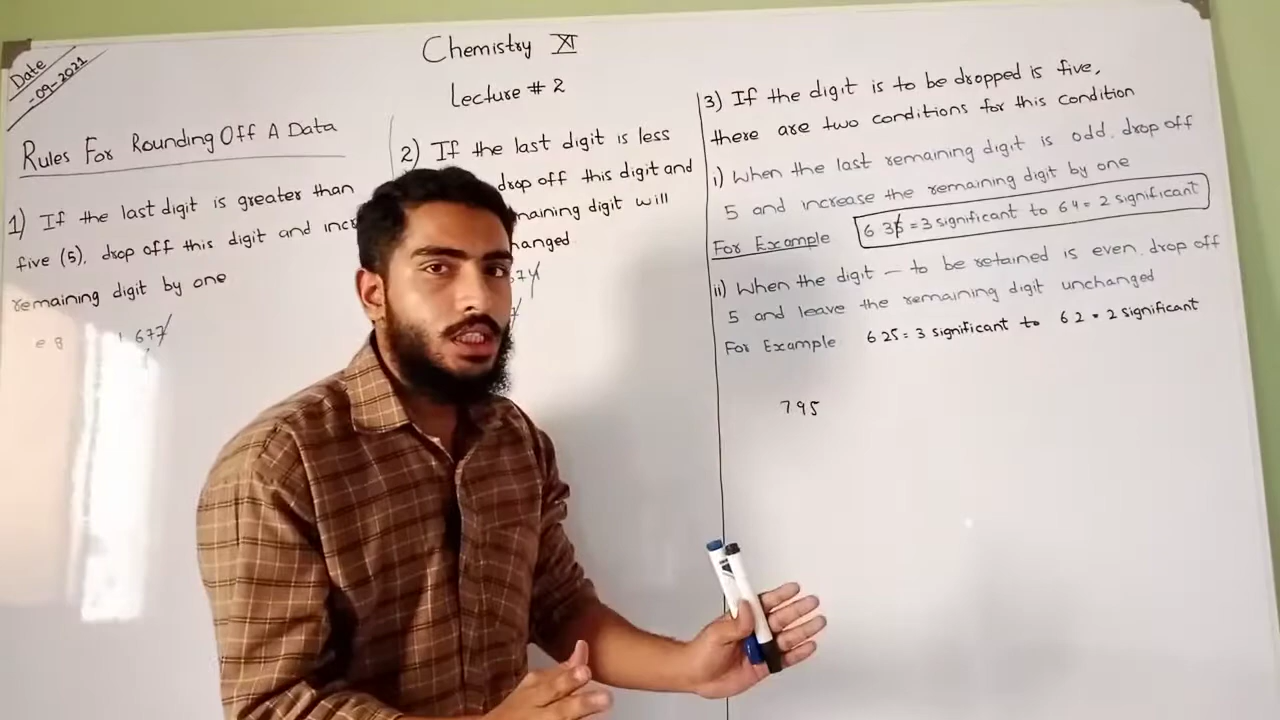 Date
-09-2021
Chemistry XI
Lecture # 2
Rules For Rounding Off A Data
1) If the last digit is greater than
five (5), drop off this digit and incr
remaining digit by one
e g 1 677
2) If the last digit is less
drop off this digit and
maining digit will
hanged
674
3) If the digit is to be dropped is five,
there are two conditions for this condition
i) When the last remaining digit is odd, drop off
5 and increase the remaining digit by one
For Example 6 35 = 3 significant to 6 4 = 2 significant
ii) When the digit – to be retained is even, drop off
5 and leave the remaining digit unchanged
For Example 6 25 = 3 significant to 6 2 = 2 significant
7 95